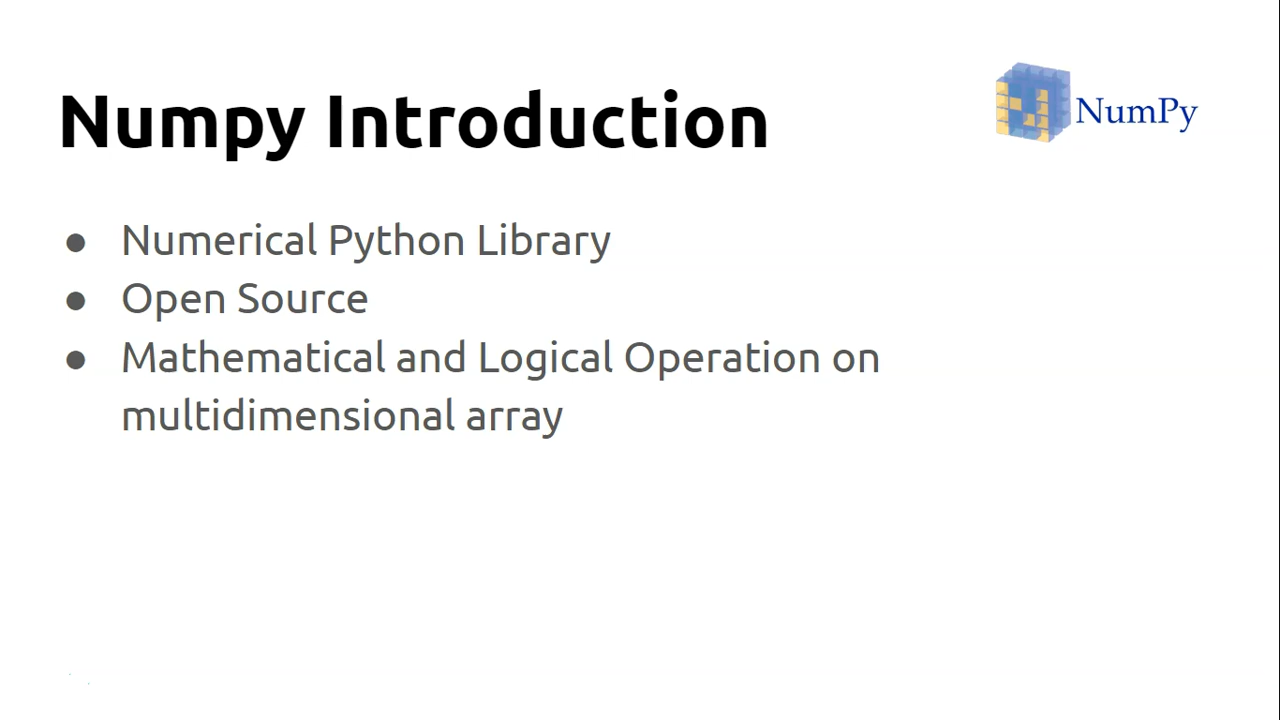 Numpy Introduction
NumPy
● Numerical Python Library
● Open Source
● Mathematical and Logical Operation on
multidimensional array